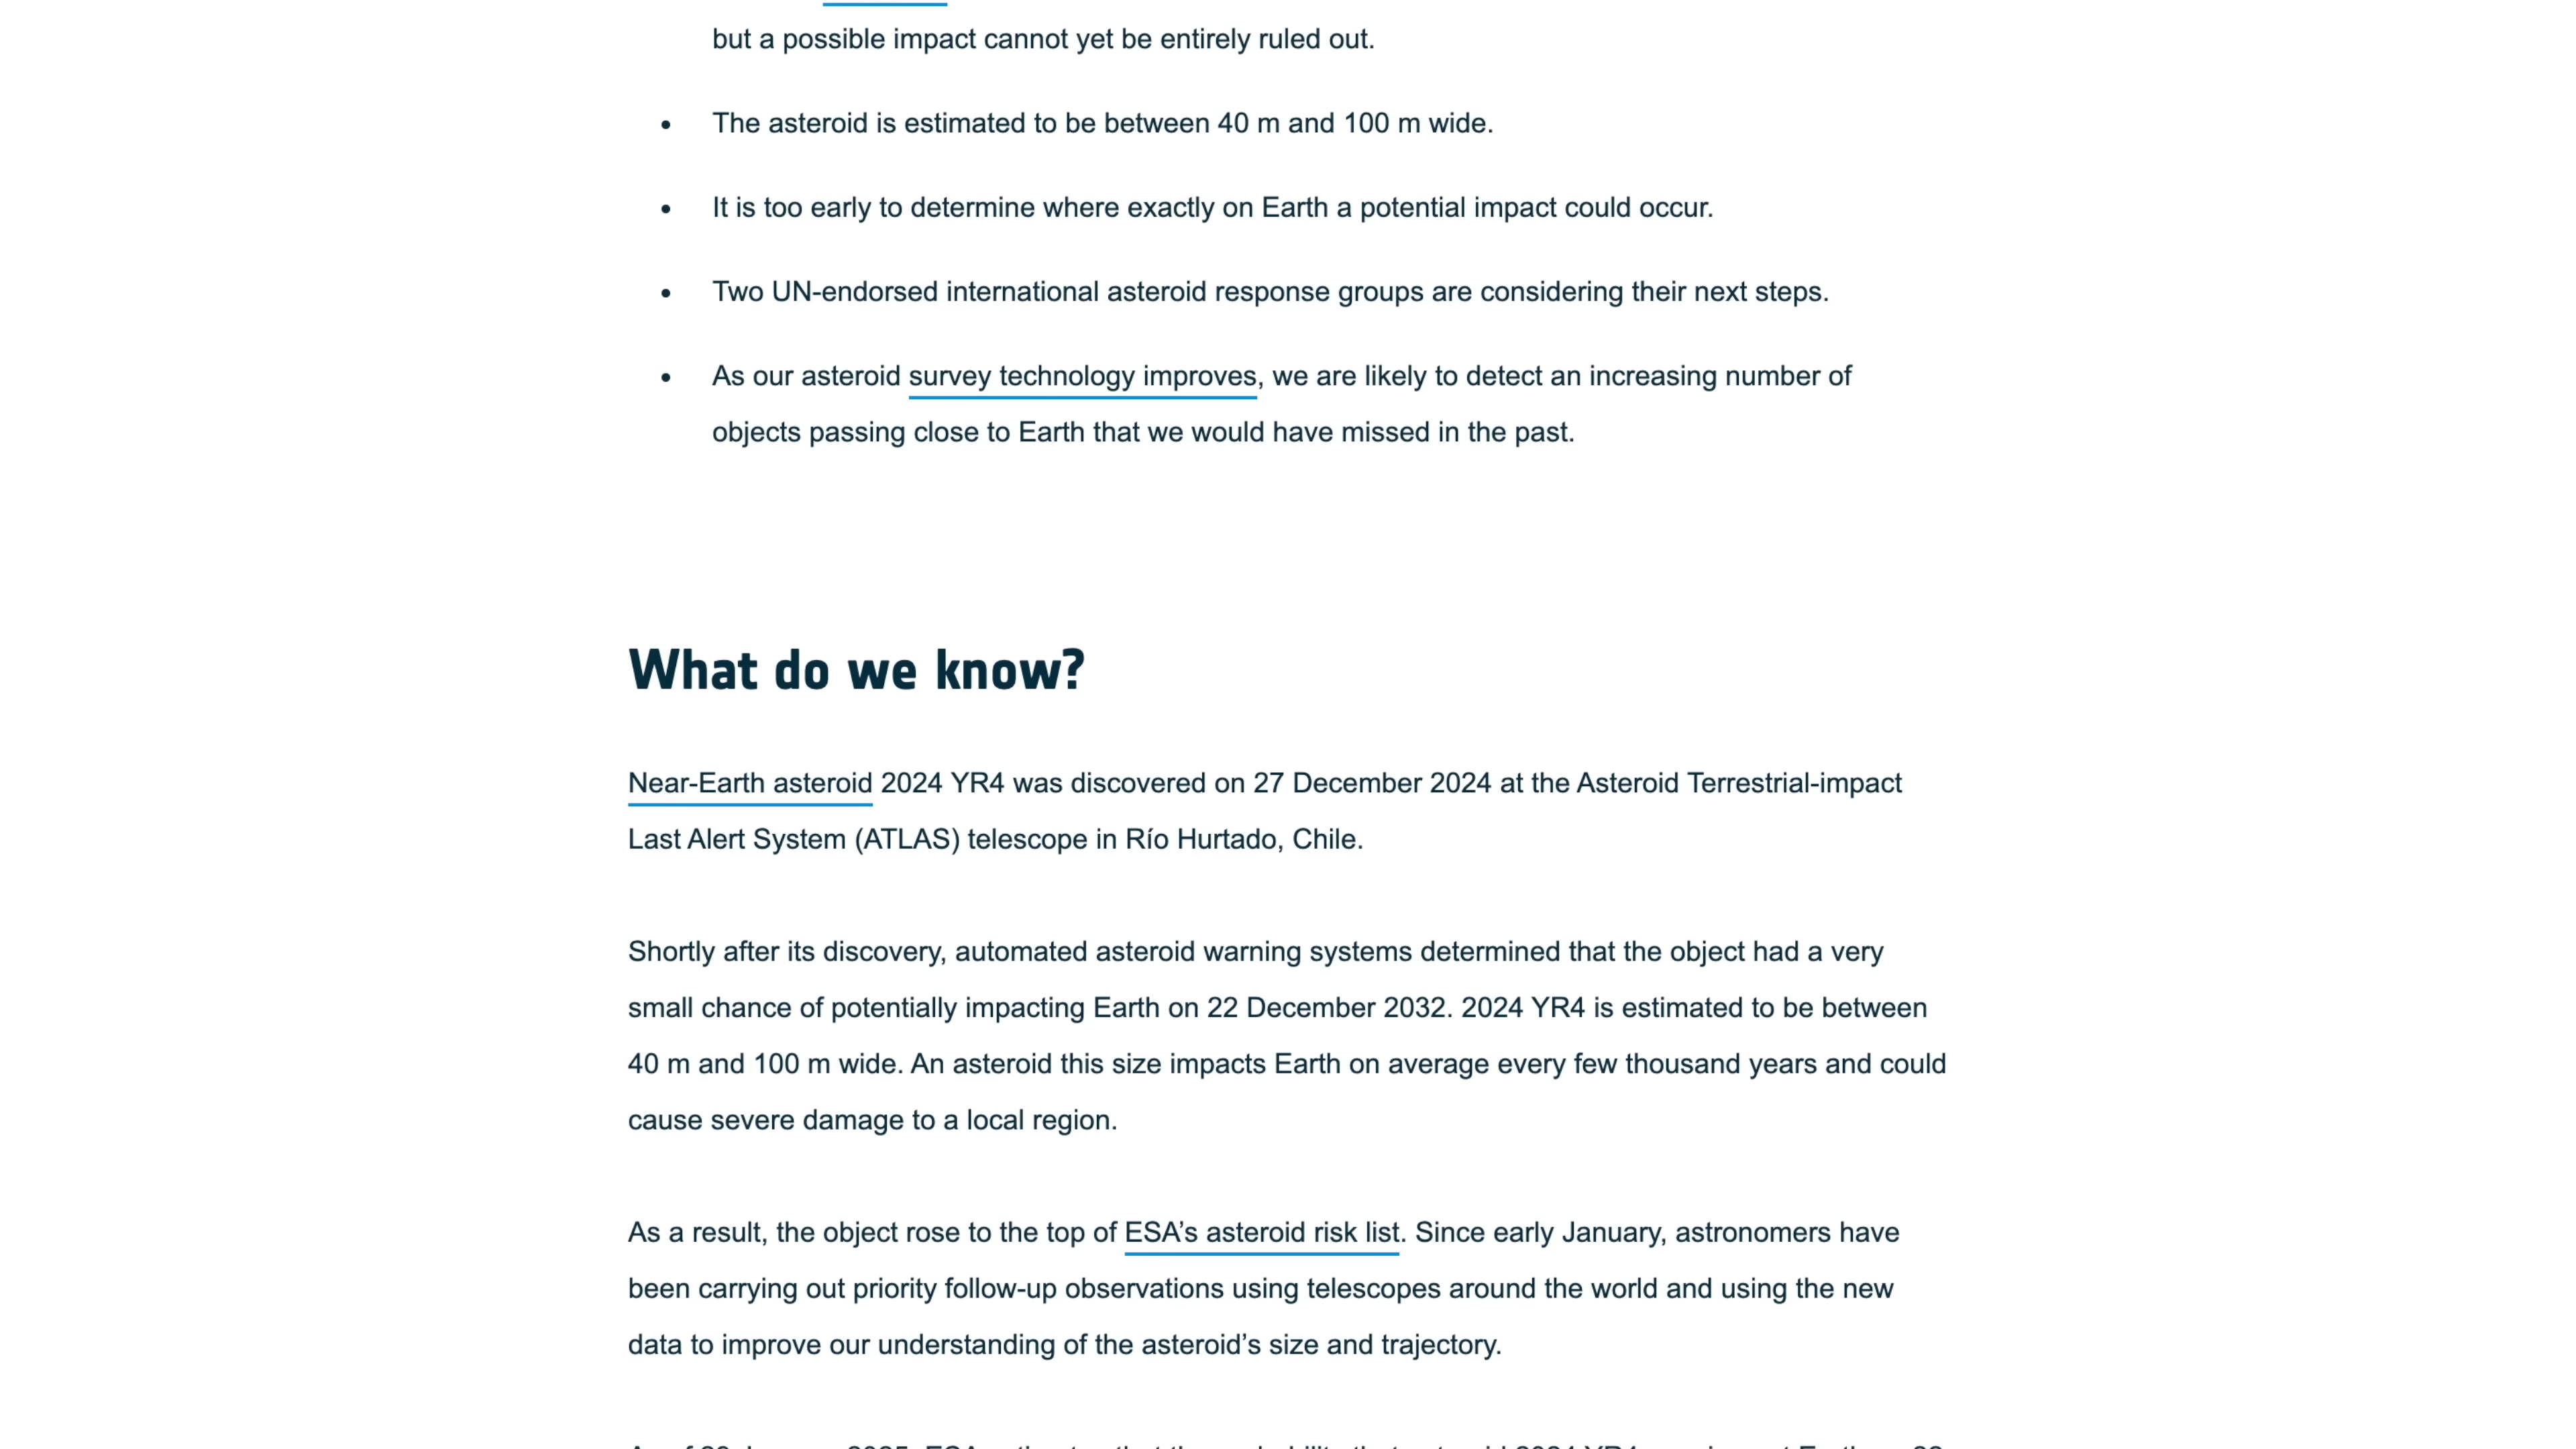 but a possible impact cannot yet be entirely ruled out.
• The asteroid is estimated to be between 40 m and 100 m wide.
• It is too early to determine where exactly on Earth a potential impact could occur.
• Two UN-endorsed international asteroid response groups are considering their next steps.
• As our asteroid survey technology improves, we are likely to detect an increasing number of
objects passing close to Earth that we would have missed in the past.
What do we know?
Near-Earth asteroid 2024 YR4 was discovered on 27 December 2024 at the Asteroid Terrestrial-impact
Last Alert System (ATLAS) telescope in Río Hurtado, Chile.
Shortly after its discovery, automated asteroid warning systems determined that the object had a very
small chance of potentially impacting Earth on 22 December 2032. 2024 YR4 is estimated to be between
40 m and 100 m wide. An asteroid this size impacts Earth on average every few thousand years and could
cause severe damage to a local region.
As a result, the object rose to the top of ESA’s asteroid risk list. Since early January, astronomers have
been carrying out priority follow-up observations using telescopes around the world and using the new
data to improve our understanding of the asteroid’s size and trajectory.